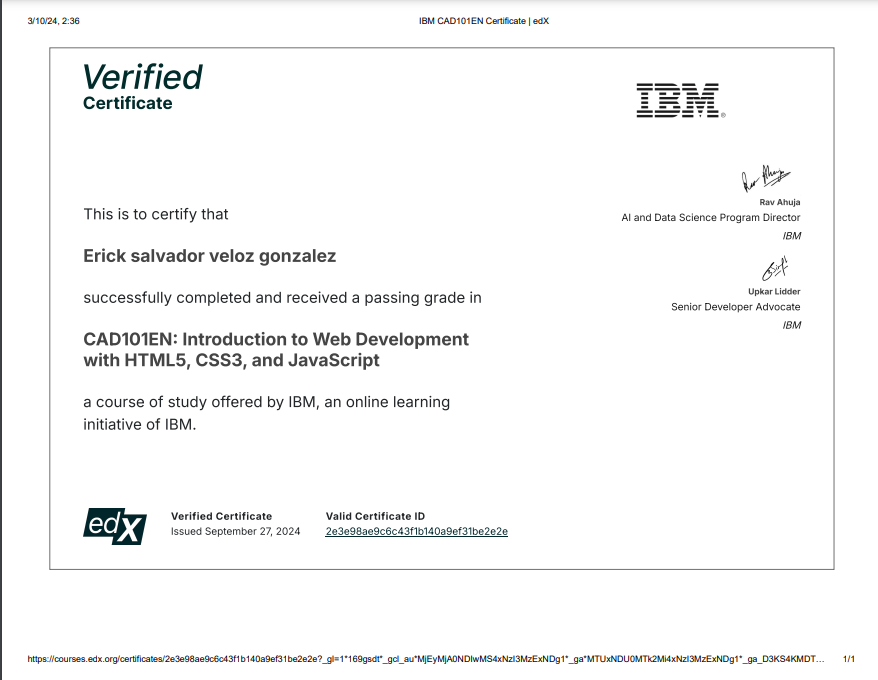 3/10/24, 2:36 IBM CAD101EN Certificate | edX
Verified
Certificate
IBM®
This is to certify that
Erick salvador veloz gonzalez
successfully completed and received a passing grade in
CAD101EN: Introduction to Web Development
with HTML5, CSS3, and JavaScript
a course of study offered by IBM, an online learning
initiative of IBM.
Rav Ahuja
AI and Data Science Program Director
IBM
Upkar Lidder
Senior Developer Advocate
IBM
edX
Verified Certificate
Issued September 27, 2024
Valid Certificate ID
2e3e98ae9c6c43f1b140a9ef31be2e2e
https://courses.edx.org/certificates/2e3e98ae9c6c43f1b140a9ef31be2e2e?_gl=1*169gsdt*_gcl_au*MjEyMjA0NDIwMS4xNzI3MzExNDg1*_ga*MTUxNDU0MTk2Mi4xNzI3MzExNDg1*_ga_D3KS4KMDT… 1/1